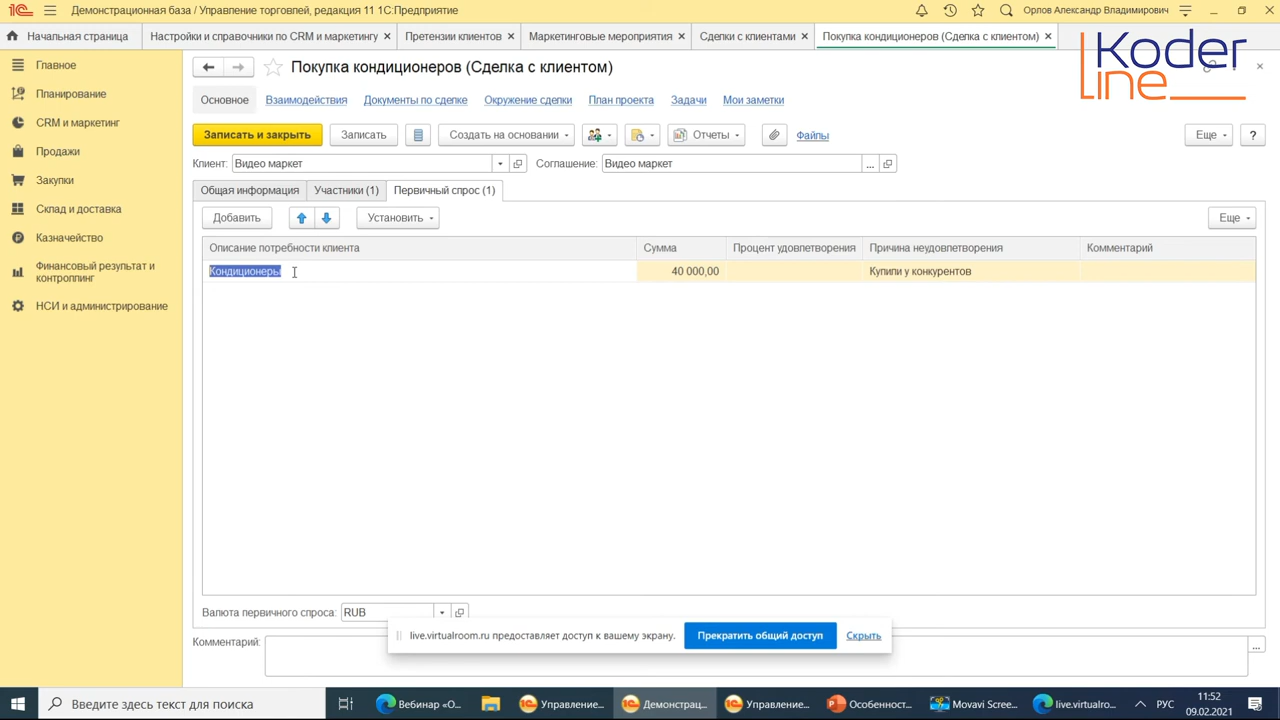 Демонстрационная база / Управление торговлей, редакция 11 1С:Предприятие
Орлов Александр Владимирович
Начальная страница
Настройки и справочники по CRM и маркетингу
Претензии клиентов
Маркетинговые мероприятия
Сделки с клиентами
Покупка кондиционеров (Сделка с клиентом)
Koder
Line
Главное
Планирование
CRM и маркетинг
Продажи
Закупки
Склад и доставка
Казначейство
Финансовый результат и
контроллинг
НСИ и администрирование
Покупка кондиционеров (Сделка с клиентом)
Основное Взаимодействия Документы по сделке Окружение сделки План проекта Задачи Мои заметки
Записать и закрыть Записать Создать на основании Отчеты Файлы Еще ?
Клиент: Видео маркет Соглашение: Видео маркет ...
Общая информация Участники (1) Первичный спрос (1)
Добавить Установить Еще
Описание потребности клиента Сумма Процент удовлетворения Причина неудовлетворения Комментарий
Кондиционеры 40 000,00 Купили у конкурентов
Валюта первичного спроса: RUB
live.virtualroom.ru предоставляет доступ к вашему экрану. Прекратить общий доступ Скрыть
Комментарий: ...
Введите здесь текст для поиска
Вебинар «О...
Управление...
Демонстрац...
Управление...
Особенност...
Movavi Scree...
live.virtualro...
РУС
11:52
09.02.2021